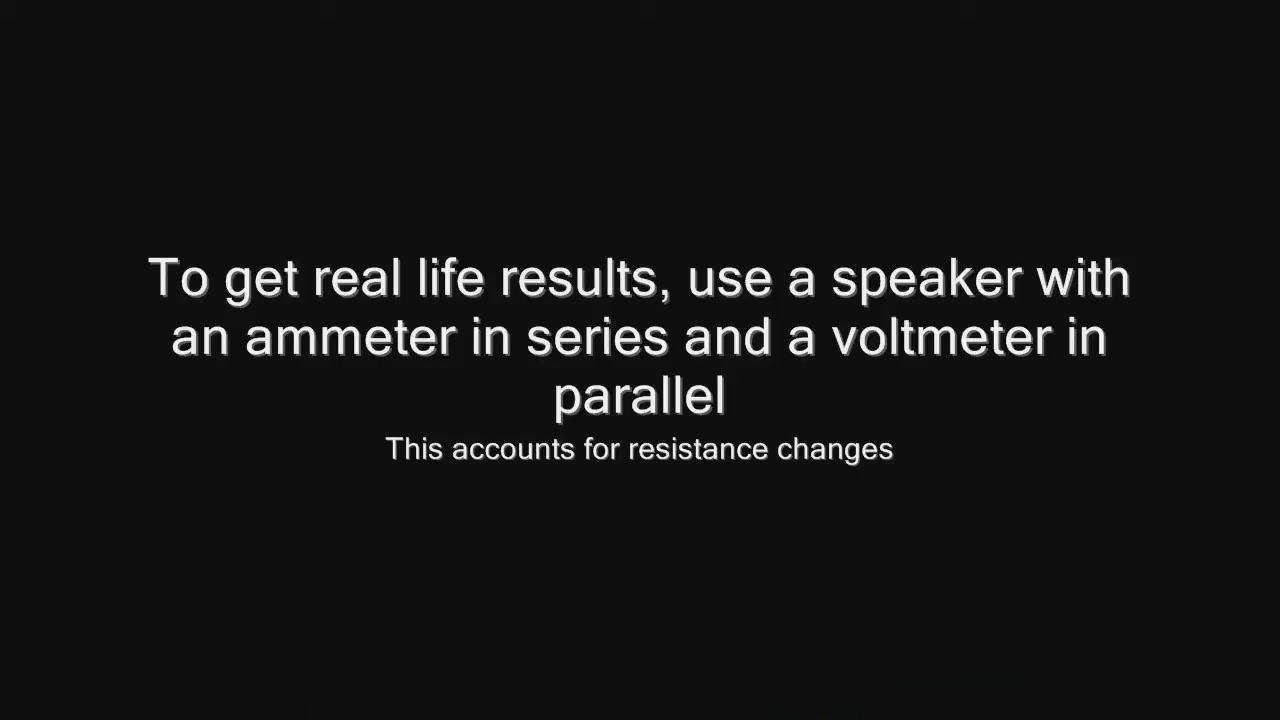 To get real life results, use a speaker with
an ammeter in series and a voltmeter in
parallel
This accounts for resistance changes